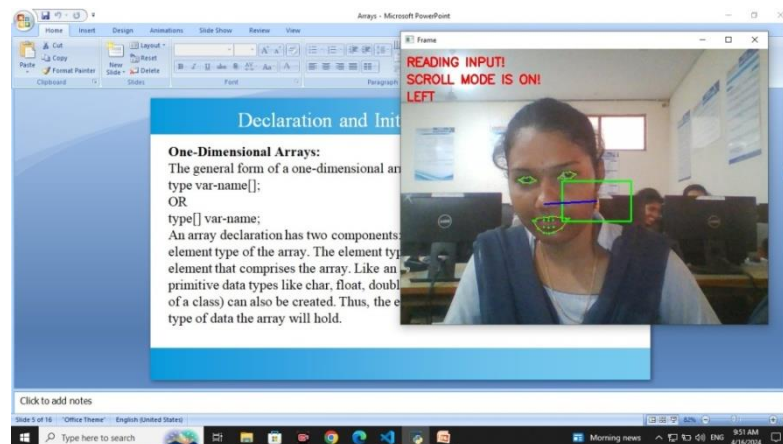 Arrays - Microsoft PowerPoint
Home Insert Design Animations Slide Show Review View
Cut
Copy
Format Painter
Paste
Clipboard
New Slide
Layout
Reset
Delete
Slides
Font
Paragraph
Frame
READING INPUT!
SCROLL MODE IS ON!
LEFT
Declaration and Init
One-Dimensional Arrays:
The general form of a one-dimensional arr
type var-name[];
OR
type[] var-name;
An array declaration has two components:
element type of the array. The element typ
element that comprises the array. Like an
primitive data types like char, float, doubl
of a class) can also be created. Thus, the e
type of data the array will hold.
Click to add notes
Slide 5 of 16 "Office Theme" English (United States) 82%
Type here to search
Morning news
ENG
9:51 AM
4/16/2024